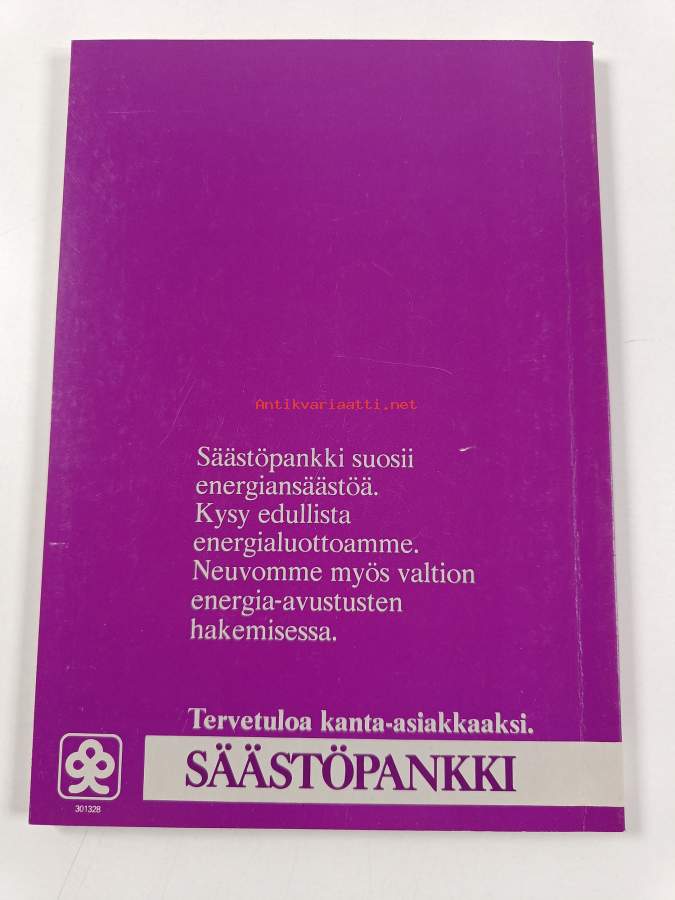 Antikvariaatti.net
Säästöpankki suosii
energiansäästöä.
Kysy edullista
energialuottoamme.
Neuvomme myös valtion
energia-avustusten
hakemisessa.
Tervetuloa kanta-asiakkaaksi.
SÄÄSTÖPANKKI
301328